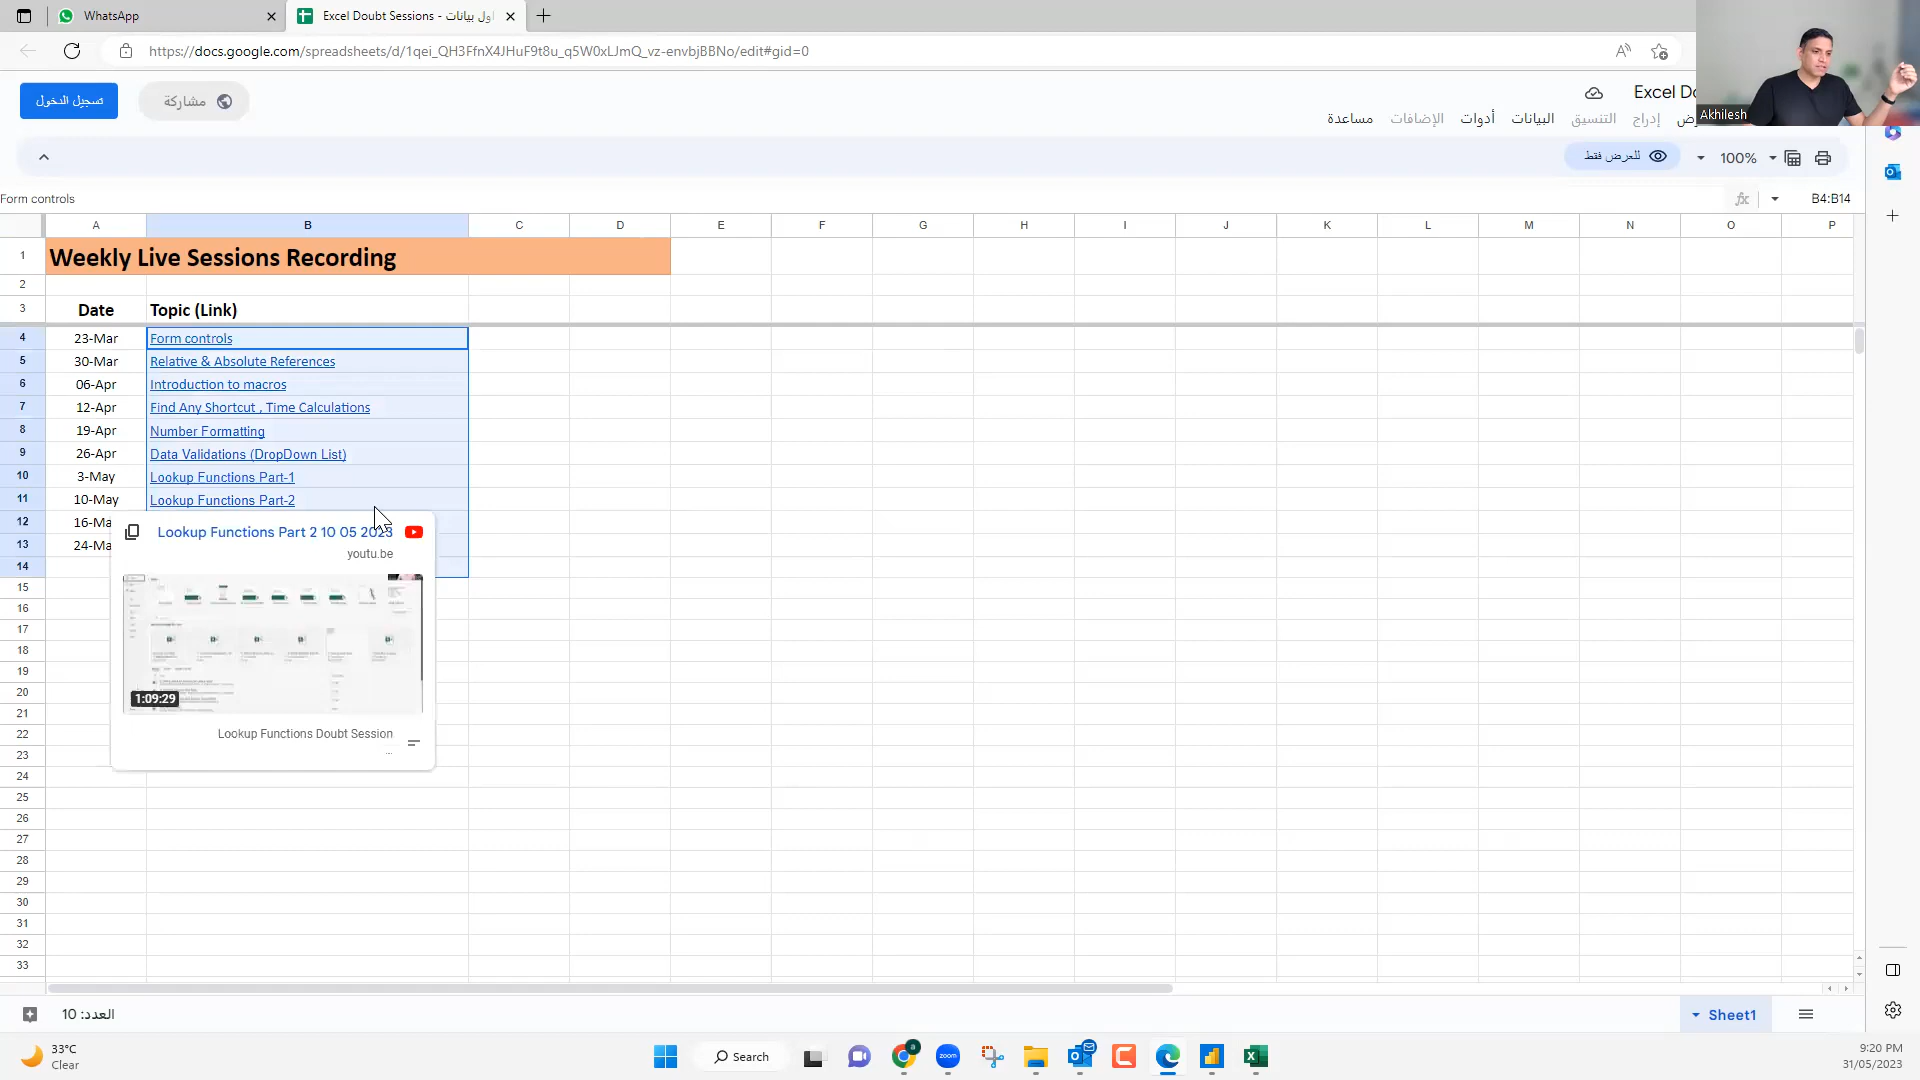 WhatsApp
Excel Doubt Sessions - اول بيانات
https://docs.google.com/spreadsheets/d/1qei_QH3FfnX4JHuF9t8u_q5W0xLJmQ_vz-envbjBBNo/edit#gid=0
تسجيل الدخول
مشاركة
Excel Do
مساعدة
الإضافات
أدوات
البيانات
التنسيق
إدراج
رض
Akhilesh
للعرض فقط
100%
Form controls
fx
B4:B14
A B C D E F G H I J K L M N O P
1 Weekly Live Sessions Recording
2
3 Date Topic (Link)
4 23-Mar Form controls
5 30-Mar Relative & Absolute References
6 06-Apr Introduction to macros
7 12-Apr Find Any Shortcut , Time Calculations
8 19-Apr Number Formatting
9 26-Apr Data Validations (DropDown List)
10 3-May Lookup Functions Part-1
11 10-May Lookup Functions Part-2
12 16-Ma
13 24-Ma
14
Lookup Functions Part 2 10 05 2023
youtu.be
1:09:29
Lookup Functions Doubt Session
...
15
16
17
18
19
20
21
22
23
24
25
26
27
28
29
30
31
32
33
العدد: 10
Sheet1
33°C
Clear
Search
zoom
9:20 PM
31/05/2023